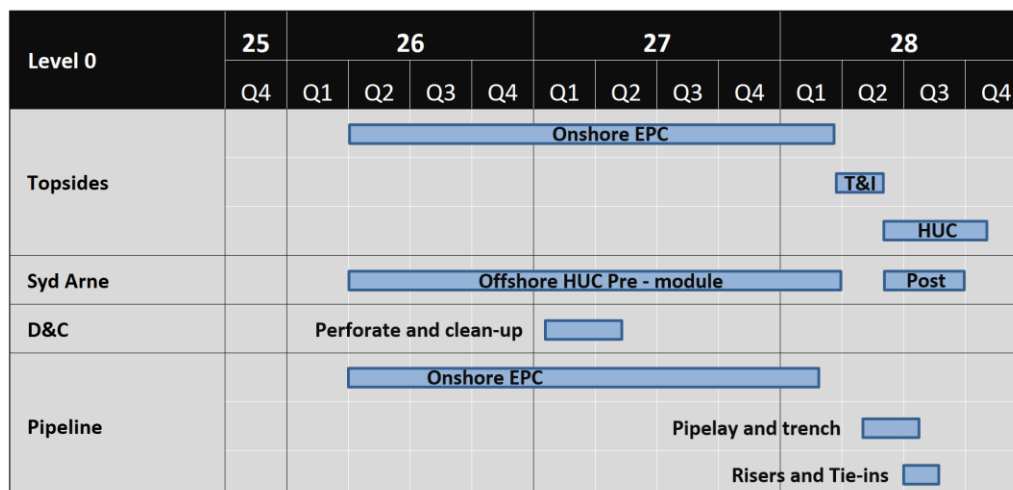 Level 0
25 26 27 28
Q4 Q1 Q2 Q3 Q4 Q1 Q2 Q3 Q4 Q1 Q2 Q3 Q4
Topsides
Onshore EPC
T&I
HUC
Syd Arne
Offshore HUC Pre - module
Post
D&C
Perforate and clean-up
Pipeline
Onshore EPC
Pipelay and trench
Risers and Tie-ins